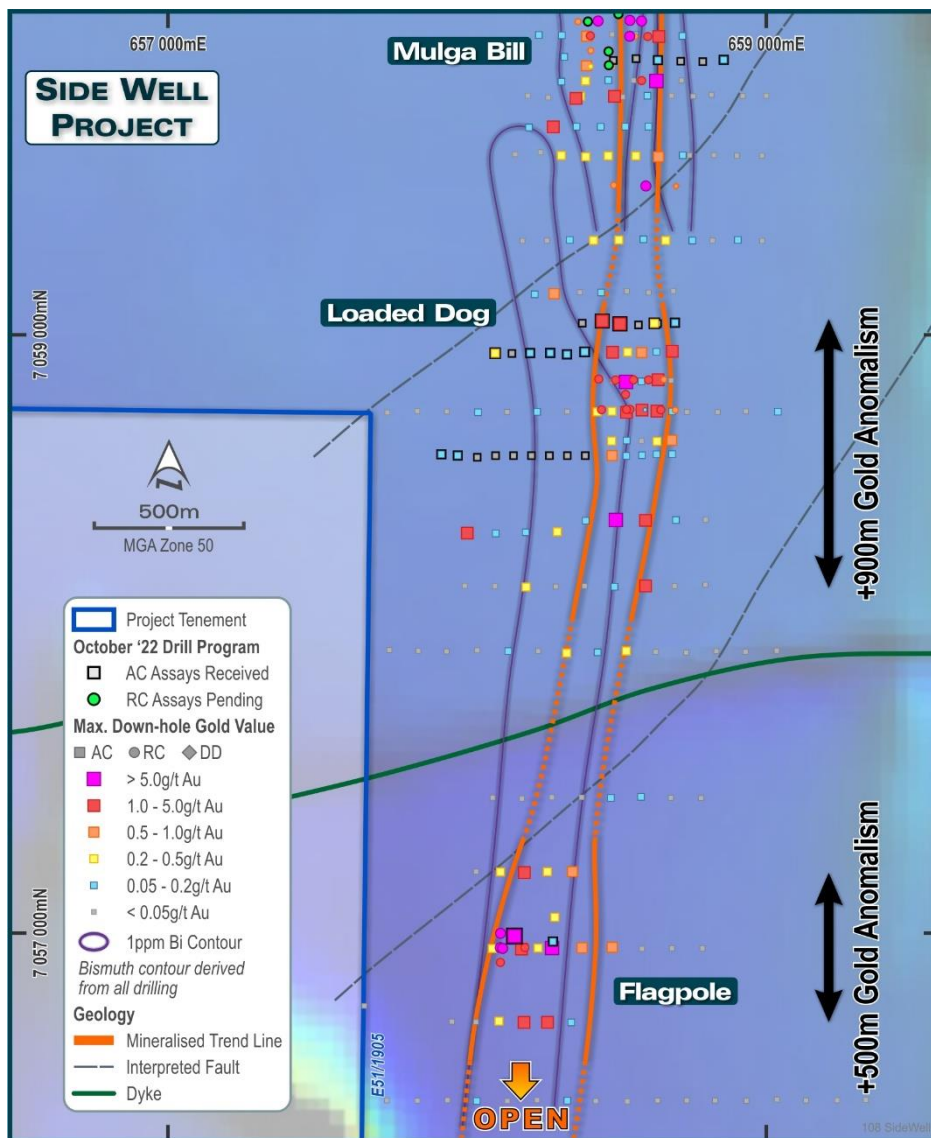 657 000mE
659 000mE
Mulga Bill
SIDE WELL
PROJECT
Loaded Dog
7 059 000mN
+900m Gold Anomalism
500m
MGA Zone 50
Project Tenement
October '22 Drill Program
AC Assays Received
RC Assays Pending
Max. Down-hole Gold Value
AC RC DD
> 5.0g/t Au
1.0 - 5.0g/t Au
0.5 - 1.0g/t Au
0.2 - 0.5g/t Au
0.05 - 0.2g/t Au
< 0.05g/t Au
1ppm Bi Contour
Bismuth contour derived
from all drilling
Geology
Mineralised Trend Line
Interpreted Fault
Dyke
7 057 000mN
E51/1905
Flagpole
+500m Gold Anomalism
OPEN
108 SideWell